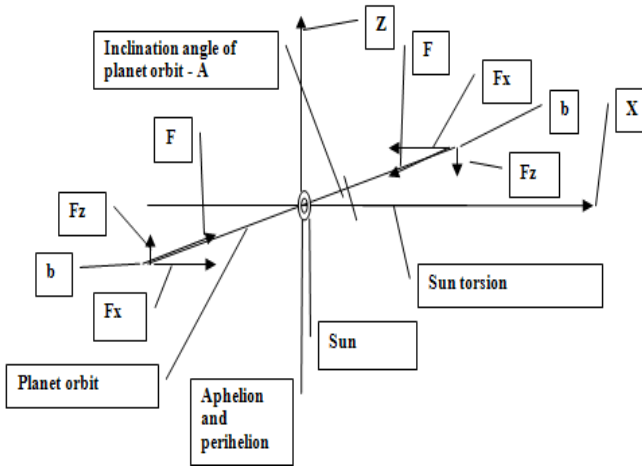 Inclination angle of
planet orbit - A
Z
F
Fx
b
X
F
Fz
Fz
b
Fx
Sun torsion
Sun
Planet orbit
Aphelion
and
perihelion